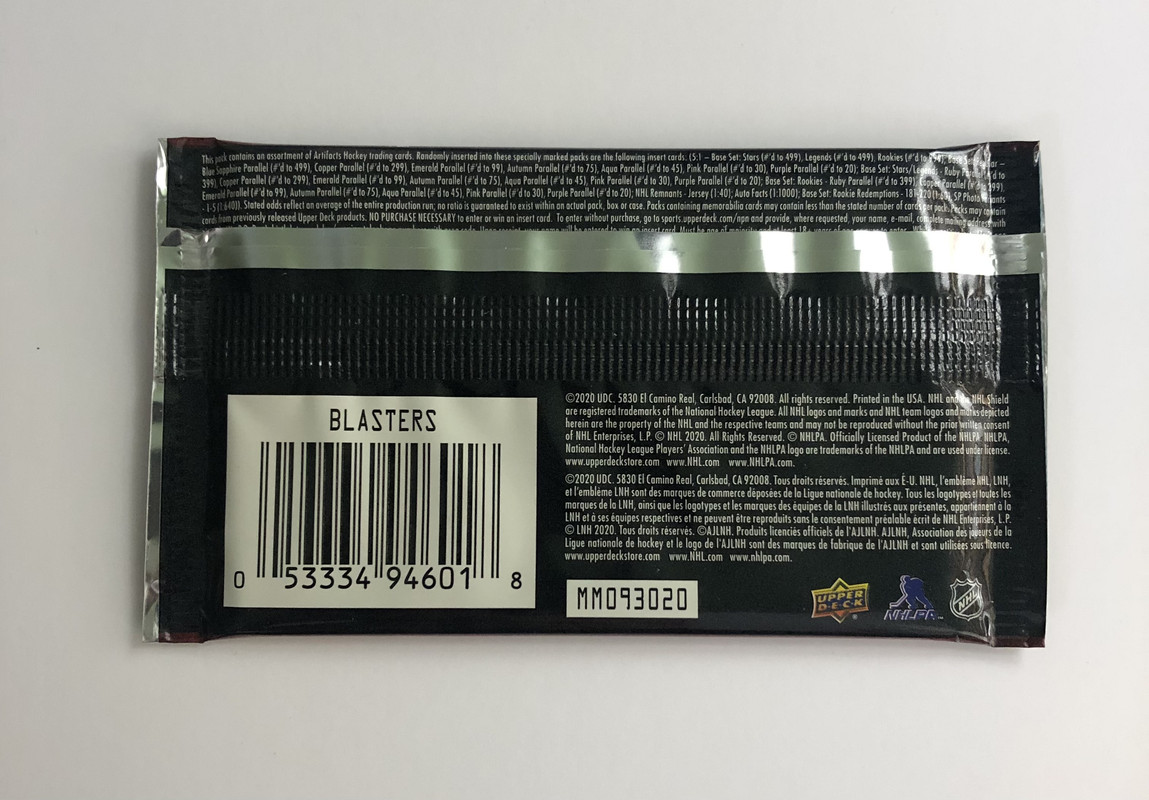 This pack contains an assortment of Artifacts Hockey trading cards. Randomly inserted into these specially marked packs are the following insert cards: (5:1 – Base Set: Stars (#'d to 499), Legends (#'d to 499), Rookies (#'d to
Blue Sapphire Parallel (#'d to 499), Copper Parallel (#'d to 299), Emerald Parallel (#'d to 99), Autumn Parallel (#'d to 75), Aqua Parallel (#'d to 45), Pink Parallel (#'d to 30), Purple Parallel (#'d to 20); Base Set: Stars/Legends - Ruby Parallel (#'d to
399), Copper Parallel (#'d to 299), Emerald Parallel (#'d to 99), Autumn Parallel (#'d to 75), Aqua Parallel (#'d to 45), Pink Parallel (#'d to 30), Purple Parallel (#'d to 20); Base Set: Rookies - Ruby Parallel (#'d to 399), Copper Parallel
Emerald Parallel (#'d to 99), Autumn Parallel (#'d to 75), Aqua Parallel (#'d to 45), Pink Parallel (#'d to 30), Purple Parallel (#'d to 20); NHL Remnants - Jersey (1:40); Auto Facts (1:1000); Base Set: Rookie Redemptions - SP Photo Variants
Stated odds reflect an average of the entire production run; no ratio is guaranteed to exist within an actual pack, box or case. Packs containing memorabilia cards may contain less than the stated number of cards per pack. Packs may contain
cards from previously released Upper Deck products. NO PURCHASE NECESSARY to enter or win an insert card. To enter without purchase, go to sports.upperdeck.com/npn and provide, where requested, your name, e-mail, complete mailing address with
BLASTERS
0 53334 94601 8
©2020 UDC. 5830 El Camino Real, Carlsbad, CA 92008. All rights reserved. Printed in the USA. NHL and the NHL Shield
are registered trademarks of the National Hockey League. All NHL logos and marks and NHL team logos and marks depicted
herein are the property of the NHL and the respective teams and may not be reproduced without the prior written consent
of NHL Enterprises, L.P. © NHL 2020. All Rights Reserved. © NHLPA. Officially Licensed Product of the NHLPA. NHLPA,
National Hockey League Players' Association and the NHLPA logo are trademarks of the NHLPA and are used under license.
www.upperdeckstore.com www.NHL.com www.NHLPA.com.
©2020 UDC. 5830 El Camino Real, Carlsbad, CA 92008. Tous droits réservés. Imprimé aux É-U. NHL, l'emblème NHL, LNH,
et l'emblème LNH sont des marques de commerce déposées de la Ligue nationale de hockey. Tous les logotypes et toutes les
marques de la LNH, ainsi que les logotypes et les marques des équipes de la LNH illustrés aux présentes, appartiennent à la
LNH et à ses équipes respectives et ne peuvent être reproduits sans le consentement préalable écrit de NHL Enterprises, L.P.
© LNH 2020. Tous droits réservés. ©AJLNH. Produits licenciés officiels de l'AJLNH. AJLNH, Association des joueurs de la
Ligue nationale de hockey et le logo de l'AJLNH sont des marques de fabrique de l'AJLNH et sont utilisées sous licence.
www.upperdeckstore.com www.NHL.com www.nhlpa.com.
MM093020
UPPER
DECK
NHLPA
NHL